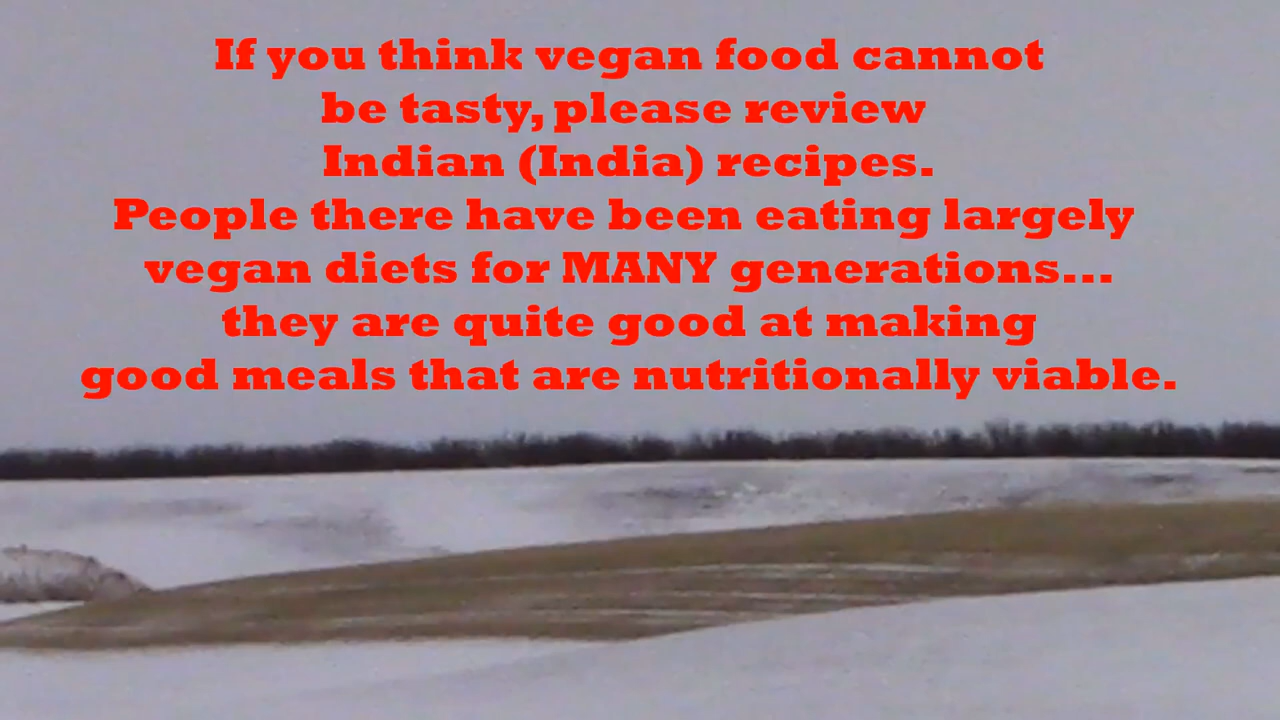 If you think vegan food cannot
be tasty, please review
Indian (India) recipes.
People there have been eating largely
vegan diets for MANY generations...
they are quite good at making
good meals that are nutritionally viable.